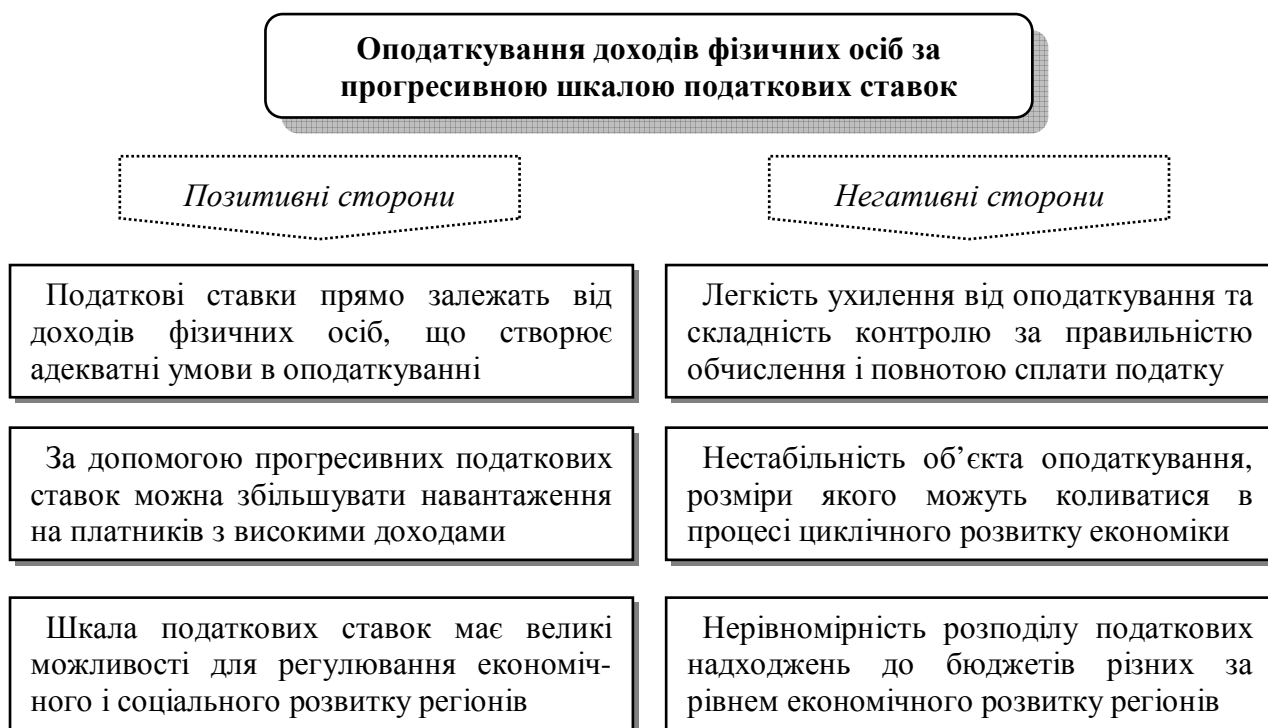 Оподаткування доходів фізичних осіб за
прогресивною шкалою податкових ставок
Позитивні сторони
Негативні сторони
Податкові ставки прямо залежать від
доходів фізичних осіб, що створює
адекватні умови в оподаткуванні
Легкість ухилення від оподаткування та
складність контролю за правильністю
обчислення і повнотою сплати податку
За допомогою прогресивних податкових
ставок можна збільшувати навантаження
на платників з високими доходами
Нестабільність об’єкта оподаткування,
розміри якого можуть коливатися в
процесі циклічного розвитку економіки
Шкала податкових ставок має великі
можливості для регулювання економіч-
ного і соціального розвитку регіонів
Нерівномірність розподілу податкових
надходжень до бюджетів різних за
рівнем економічного розвитку регіонів